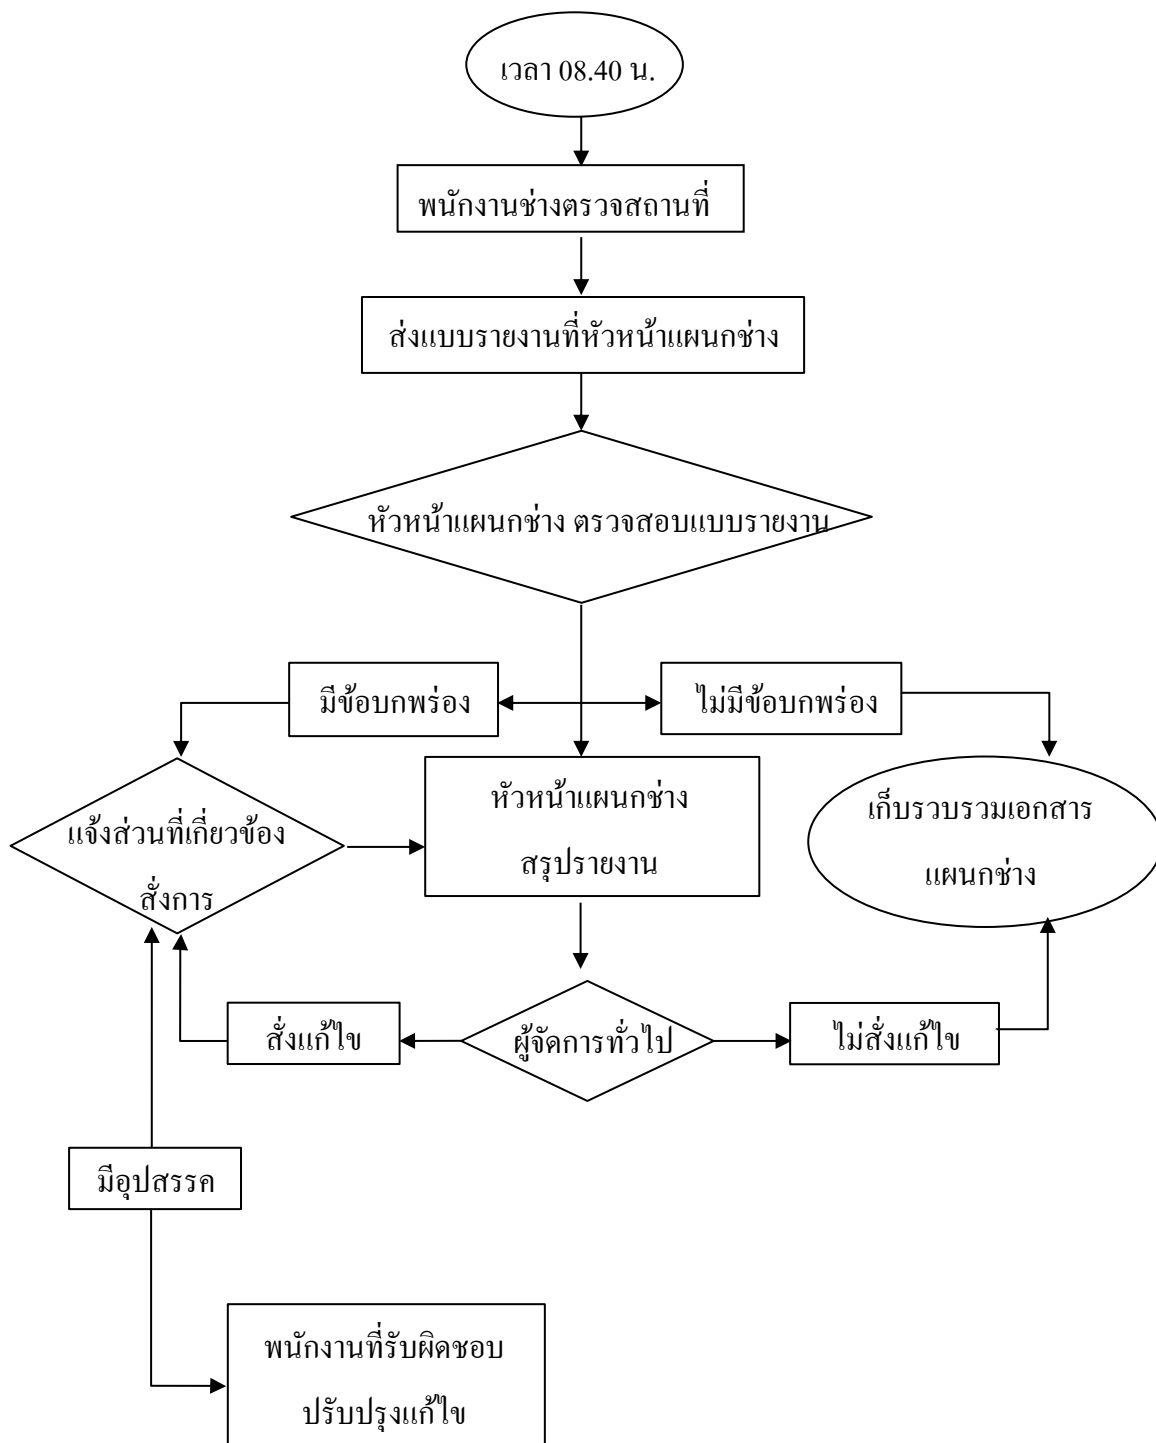 เวลา 08.40 น.
พนักงานช่างตรวจสถานที่
ส่งแบบรายงานที่หัวหน้าแผนกช่าง
หัวหน้าแผนกช่าง ตรวจสอบแบบรายงาน
มีข้อบกพร่อง
ไม่มีข้อบกพร่อง
แจ้งส่วนที่เกี่ยวข้อง
สั่งการ
หัวหน้าแผนกช่าง
สรุปรายงาน
เก็บรวบรวมเอกสาร
แผนกช่าง
สั่งแก้ไข
ผู้จัดการทั่วไป
ไม่สั่งแก้ไข
มีอุปสรรค
พนักงานที่รับผิดชอบ
ปรับปรุงแก้ไข